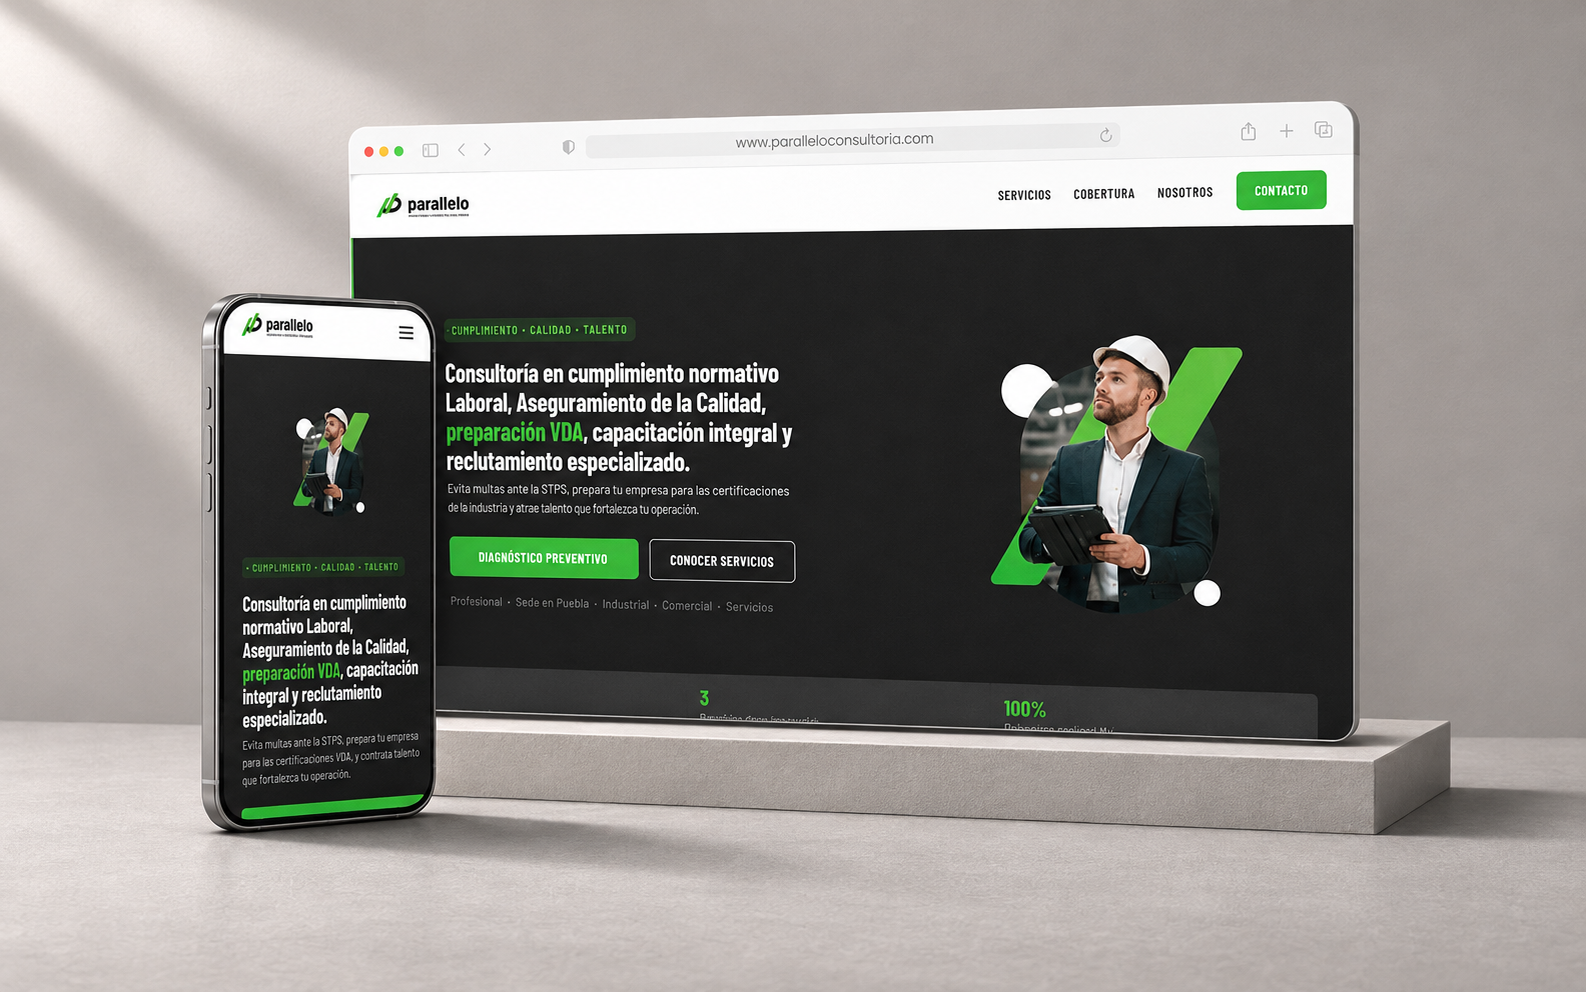 www.paralleloconsultoria.com
parallelo
SERVICIOS
COBERTURA
NOSOTROS
CONTACTO
· CUMPLIMIENTO · CALIDAD · TALENTO
Consultoría en cumplimiento normativo
Laboral, Aseguramiento de la Calidad,
preparación VDA, capacitación integral y
reclutamiento especializado.
Evita multas ante la STPS, prepara tu empresa para las certificaciones
de la industria y atrae talento que fortalezca tu operación.
DIAGNÓSTICO PREVENTIVO
CONOCER SERVICIOS
Profesional · Sede en Puebla · Industrial · Comercial · Servicios
3
100%
parallelo
· CUMPLIMIENTO · CALIDAD · TALENTO
Consultoría en cumplimiento
normativo Laboral,
Aseguramiento de la Calidad,
preparación VDA, capacitación
integral y reclutamiento
especializado.
Evita multas ante la STPS, prepara tu empresa
para las certificaciones VDA, y contrata talento
que fortalezca tu operación.